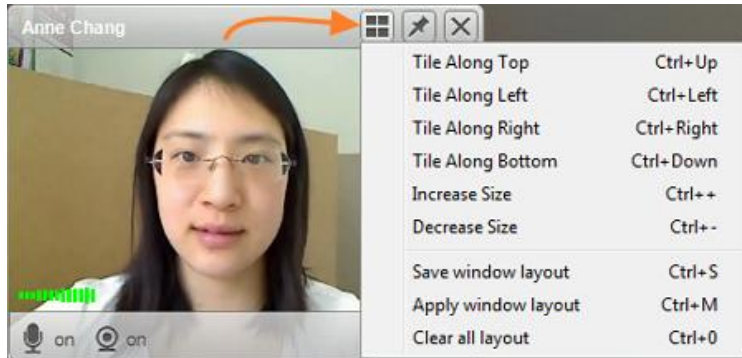 Anne Chang
Tile Along Top Ctrl+Up
Tile Along Left Ctrl+Left
Tile Along Right Ctrl+Right
Tile Along Bottom Ctrl+Down
Increase Size Ctrl++
Decrease Size Ctrl+-
Save window layout Ctrl+S
Apply window layout Ctrl+M
Clear all layout Ctrl+0
on on